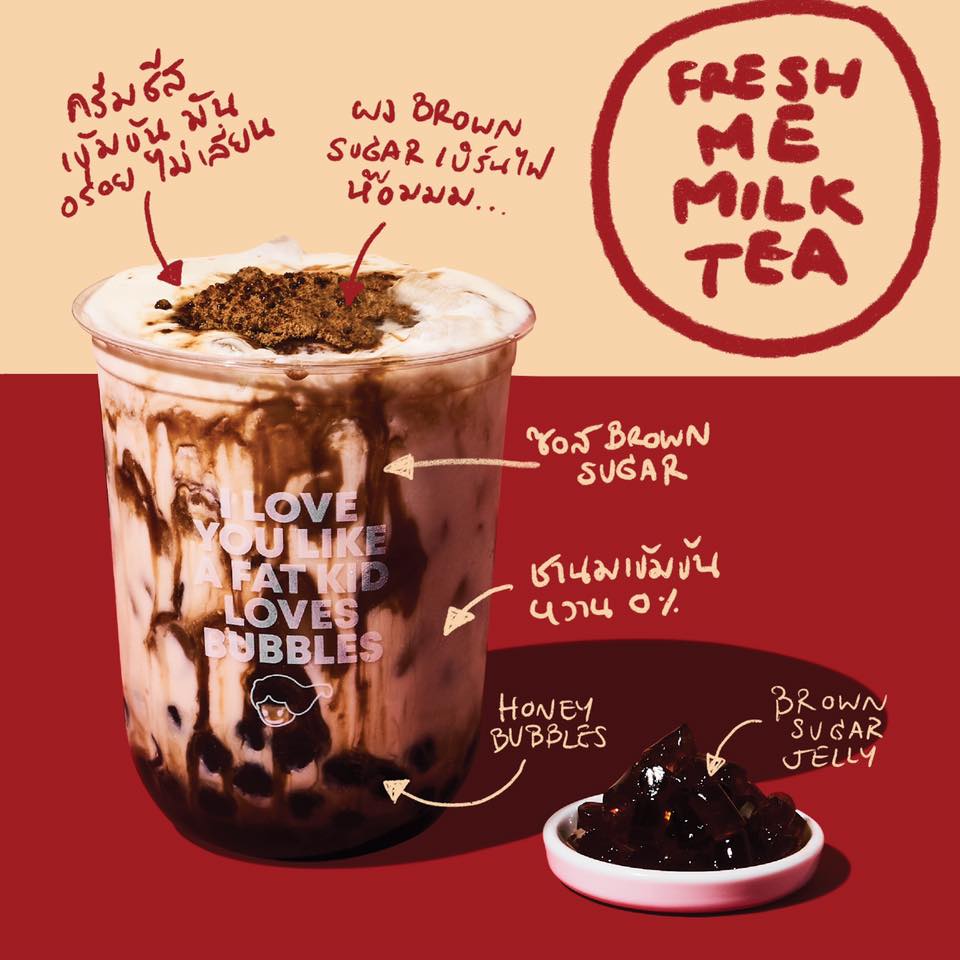 ครีมชีส
เข้มข้น มัน
อร่อย ไม่เลี่ยน
ผง BROWN
SUGAR เบิร์นไฟ
ห๊อมมมม...
FRESH
ME
MILK
TEA
ซอส BROWN
SUGAR
I LOVE
YOU LIKE
A FAT KID
LOVES
BUBBLES
ชานมเข้มข้น
หวาน 0%
HONEY
BUBBLES
BROWN
SUGAR
JELLY